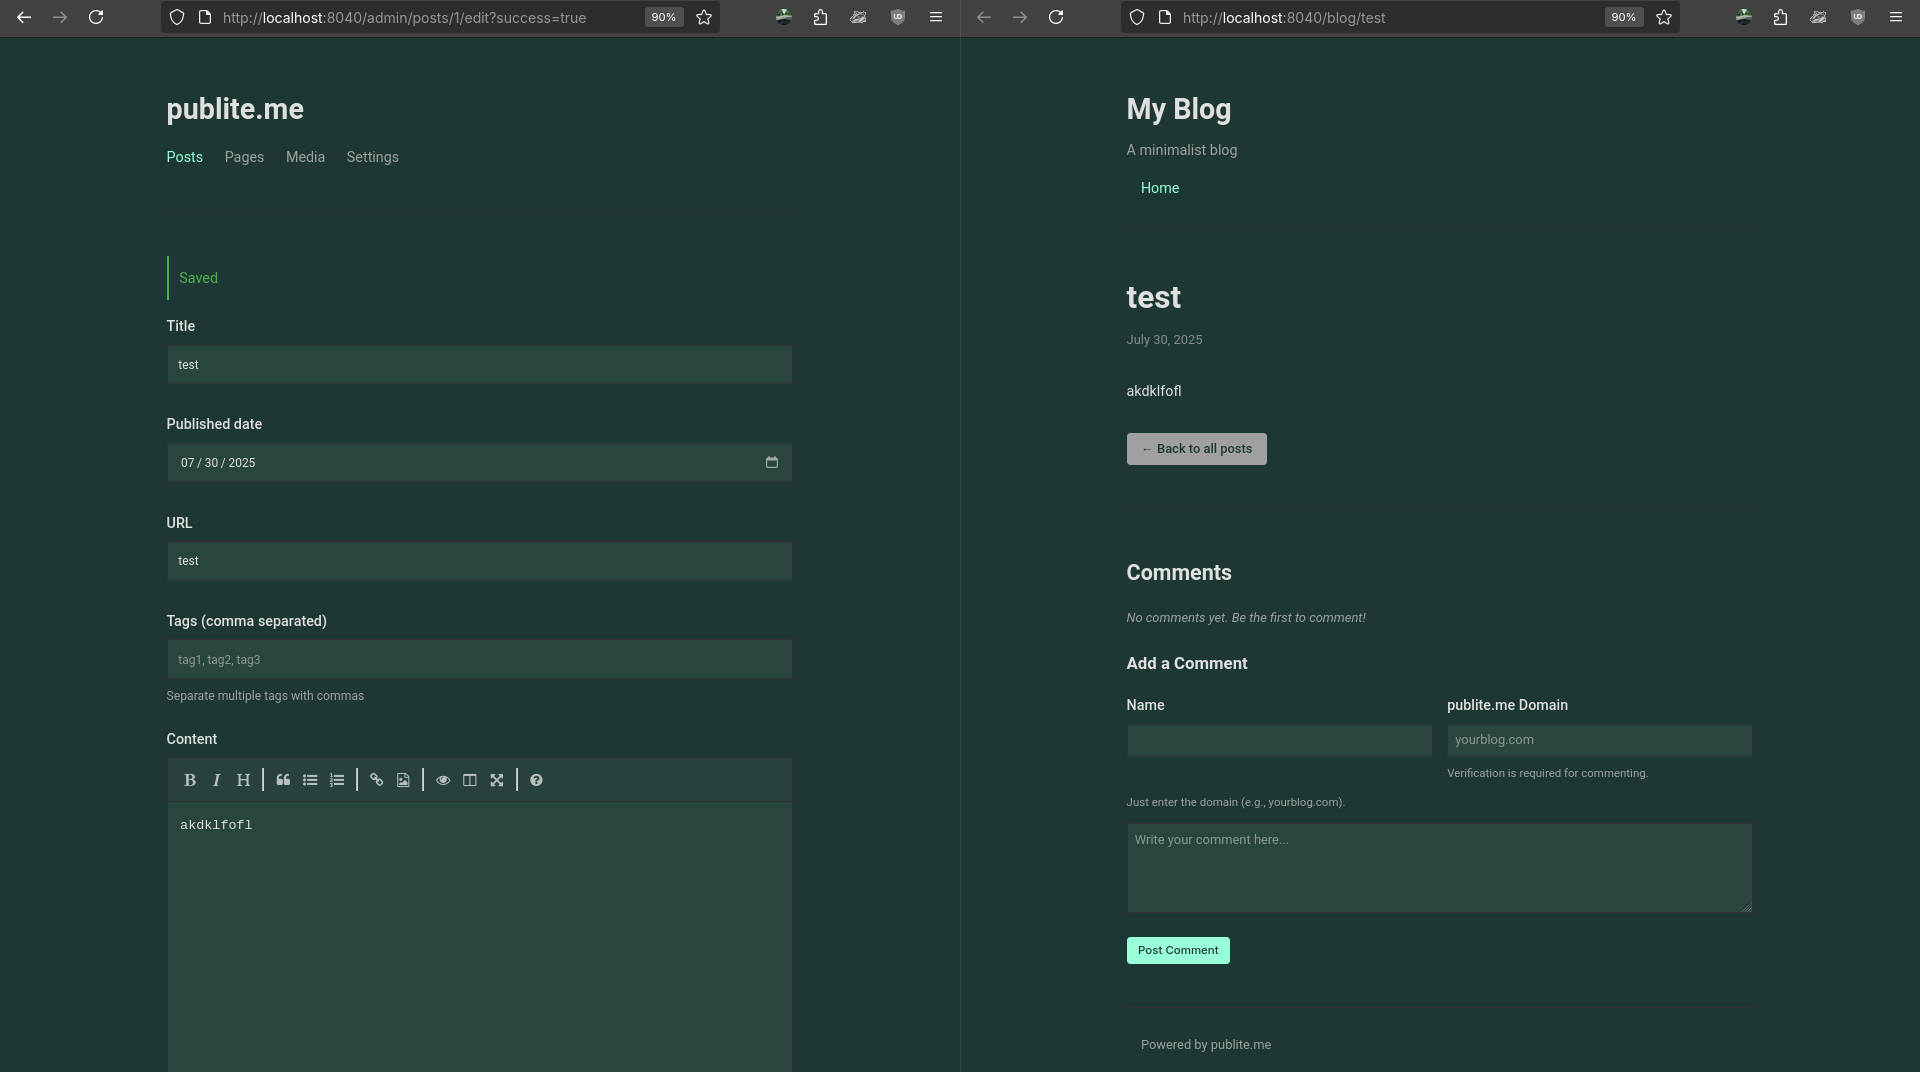 http://localhost:8040/admin/posts/1/edit?success=true
90%
publite.me
Posts Pages Media Settings
Saved
Title
test
Published date
07 / 30 / 2025
URL
test
Tags (comma separated)
tag1, tag2, tag3
Separate multiple tags with commas
Content
B I H
akdklfofl
http://localhost:8040/blog/test
90%
My Blog
A minimalist blog
Home
test
July 30, 2025
akdklfofl
← Back to all posts
Comments
No comments yet. Be the first to comment!
Add a Comment
Name publite.me Domain
yourblog.com
Verification is required for commenting.
Just enter the domain (e.g., yourblog.com).
Write your comment here...
Post Comment
Powered by publite.me